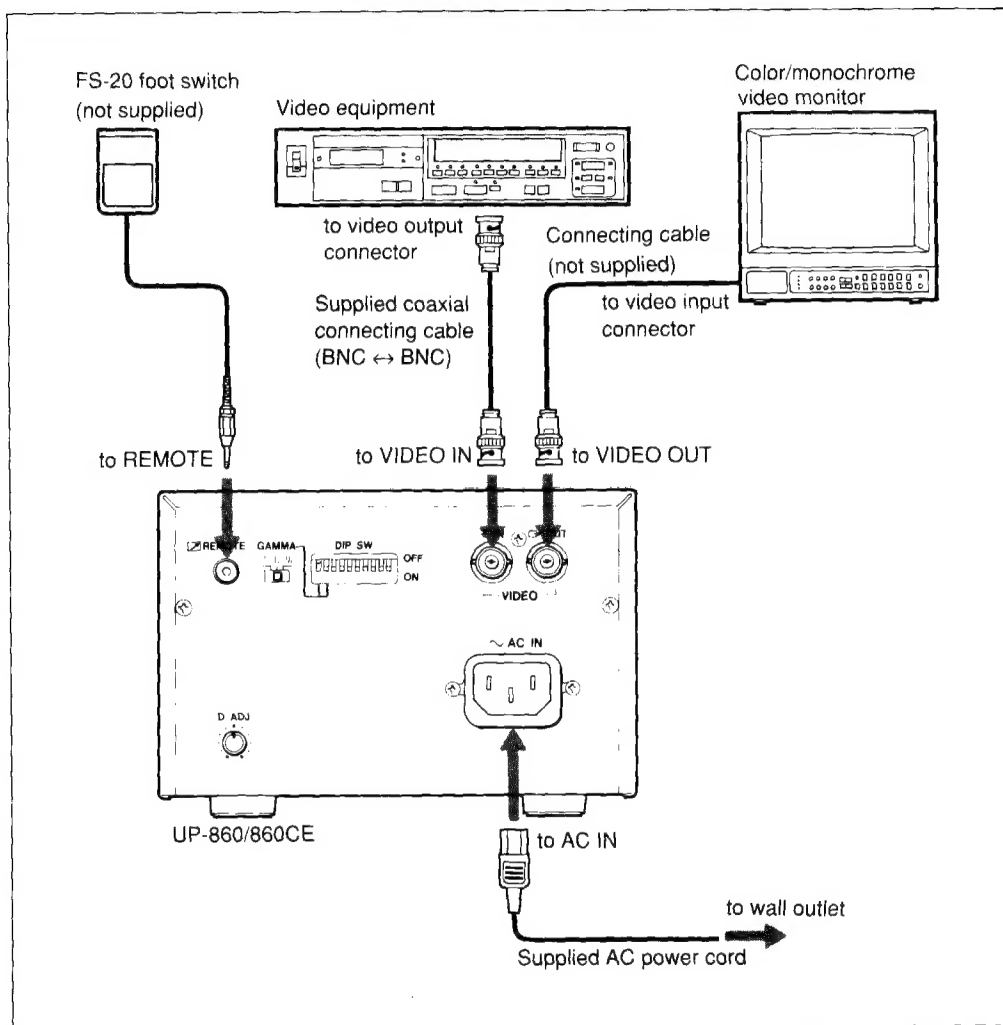 FS-20 foot switch
(not supplied)
Video equipment
Color/monochrome
video monitor
to video output
connector
Connecting cable
(not supplied)
to video input
connector
Supplied coaxial
connecting cable
(BNC ↔ BNC)
to REMOTE
to VIDEO IN
to VIDEO OUT
REMOTE
GAMMA
DIP SW
OFF
ON
VIDEO
∼ AC IN
D ADJ
UP-860/860CE
to AC IN
to wall outlet
Supplied AC power cord